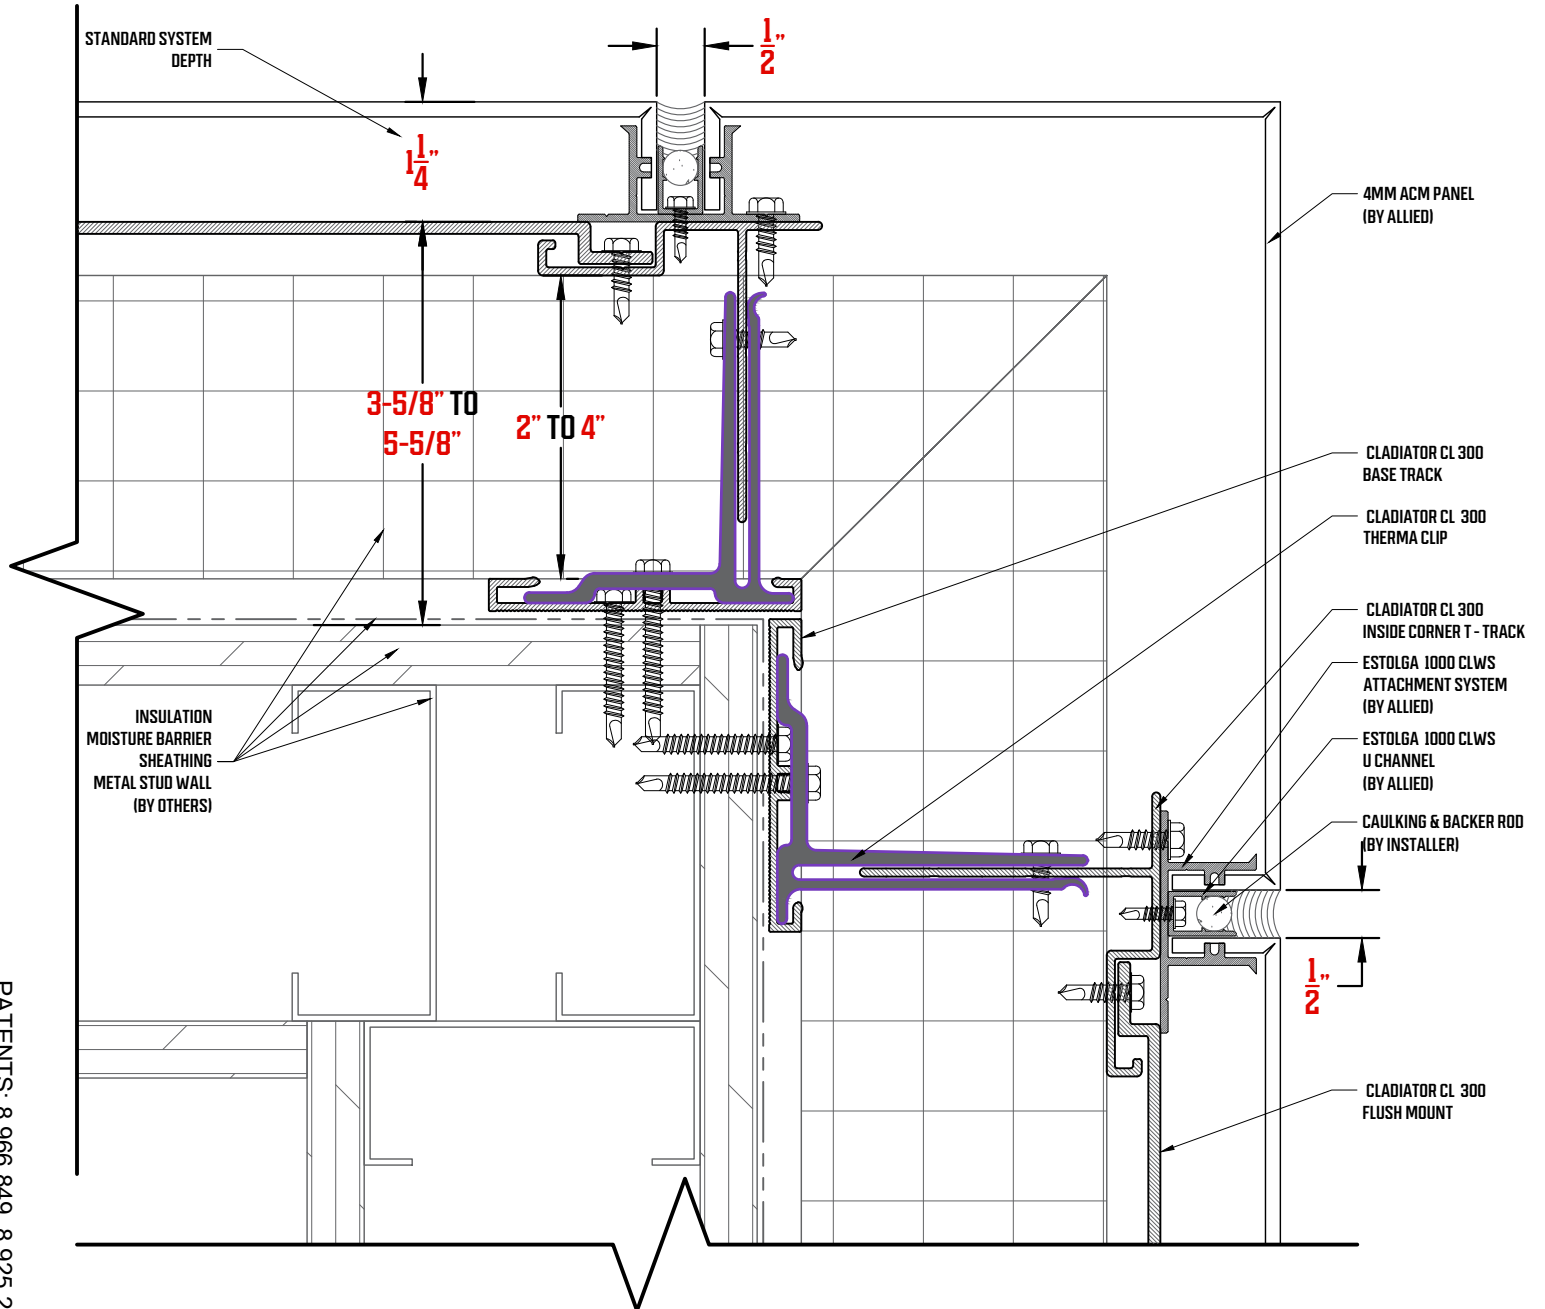 STANDARD SYSTEM
DEPTH
1/2"
1 1/4"
4MM ACM PANEL
(BY ALLIED)
3-5/8" TO
5-5/8"
2" TO 4"
CLADIATOR CL 300
BASE TRACK
CLADIATOR CL 300
THERMA CLIP
CLADIATOR CL 300
INSIDE CORNER T - TRACK
ESTOLGA 1000 CLWS
ATTACHMENT SYSTEM
(BY ALLIED)
ESTOLGA 1000 CLWS
U CHANNEL
(BY ALLIED)
CAULKING & BACKER ROD
(BY INSTALLER)
INSULATION
MOISTURE BARRIER
SHEATHING
METAL STUD WALL
(BY OTHERS)
1/2"
CLADIATOR CL 300
FLUSH MOUNT
PATENTS: 8,966,849 8,925,2